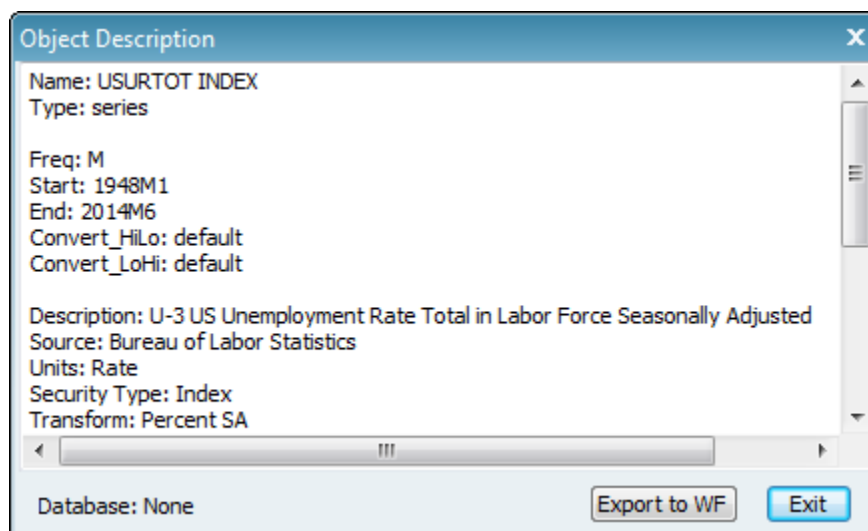 Object Description
Name: USURTOT INDEX
Type: series
Freq: M
Start: 1948M1
End: 2014M6
Convert_HiLo: default
Convert_LoHi: default
Description: U-3 US Unemployment Rate Total in Labor Force Seasonally Adjusted
Source: Bureau of Labor Statistics
Units: Rate
Security Type: Index
Transform: Percent SA
Database: None
Export to WF
Exit